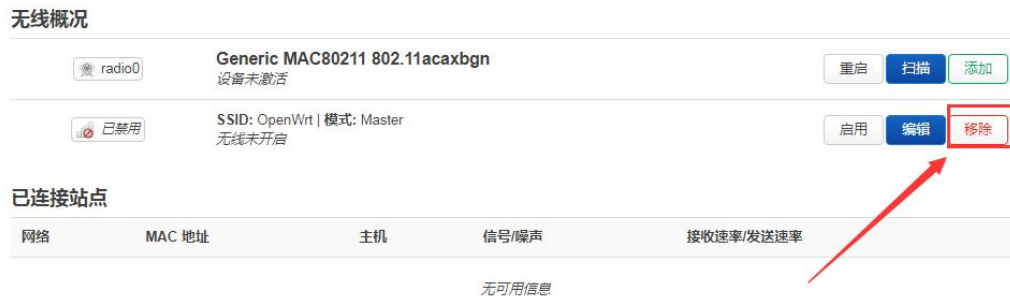 无线概况
radio0 Generic MAC80211 802.11acaxbgn 重启 扫描 添加
设备未激活
已禁用 SSID: OpenWrt | 模式: Master 启用 编辑 移除
无线未开启
已连接站点
网络 MAC 地址 主机 信号/噪声 接收速率/发送速率
无可用信息